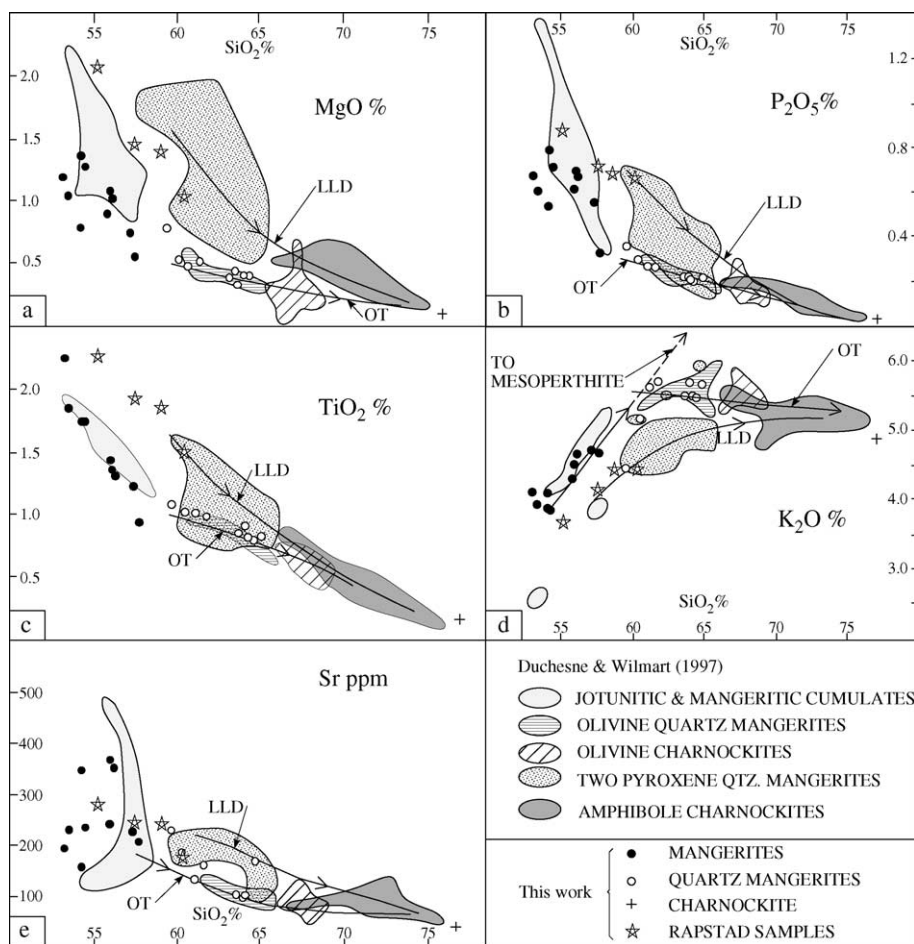 55 60 65 70 75
SiO2%
2.0
1.5
1.0
0.5
MgO %
LLD
OT
+
a
55 60 65 70 75
SiO2%
P2O5%
1.2
0.8
0.4
LLD
OT
+
b
2.0
1.5
1.0
0.5
TiO2 %
LLD
OT
+
c
TO
MESOPERTHITE
OT
LLD
6.0
5.0
4.0
3.0
K2O %
+
SiO2%
55 60 65 70 75
d
Sr ppm
500
400
300
200
100
LLD
OT
SiO2%
+
55 60 65 70 75
e
Duchesne & Wilmart (1997)
JOTUNITIC & MANGERITIC CUMULATES
OLIVINE QUARTZ MANGERITES
OLIVINE CHARNOCKITES
TWO PYROXENE QTZ. MANGERITES
AMPHIBOLE CHARNOCKITES
This work
MANGERITES
QUARTZ MANGERITES
+ CHARNOCKITE
RAPSTAD SAMPLES